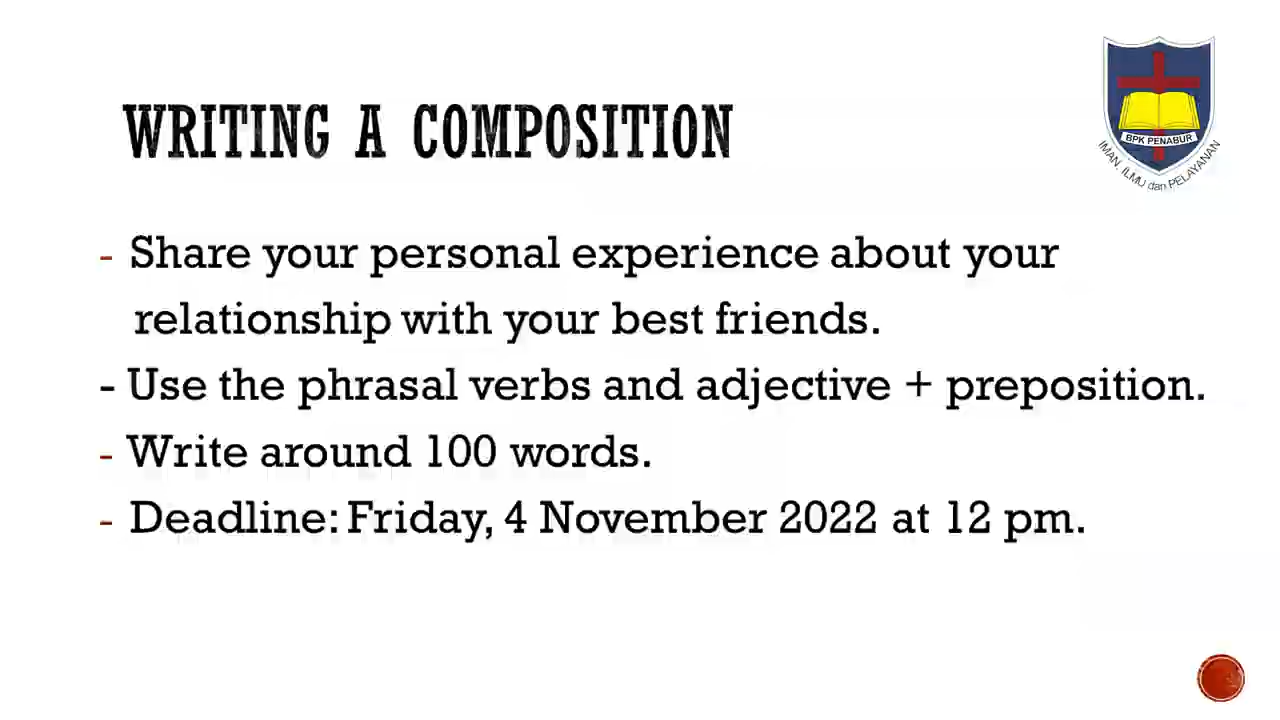 WRITING A COMPOSITION
BPK PENABUR
IMAN, ILMU dan PELAYANAN
- Share your personal experience about your
relationship with your best friends.
- Use the phrasal verbs and adjective + preposition.
- Write around 100 words.
- Deadline: Friday, 4 November 2022 at 12 pm.